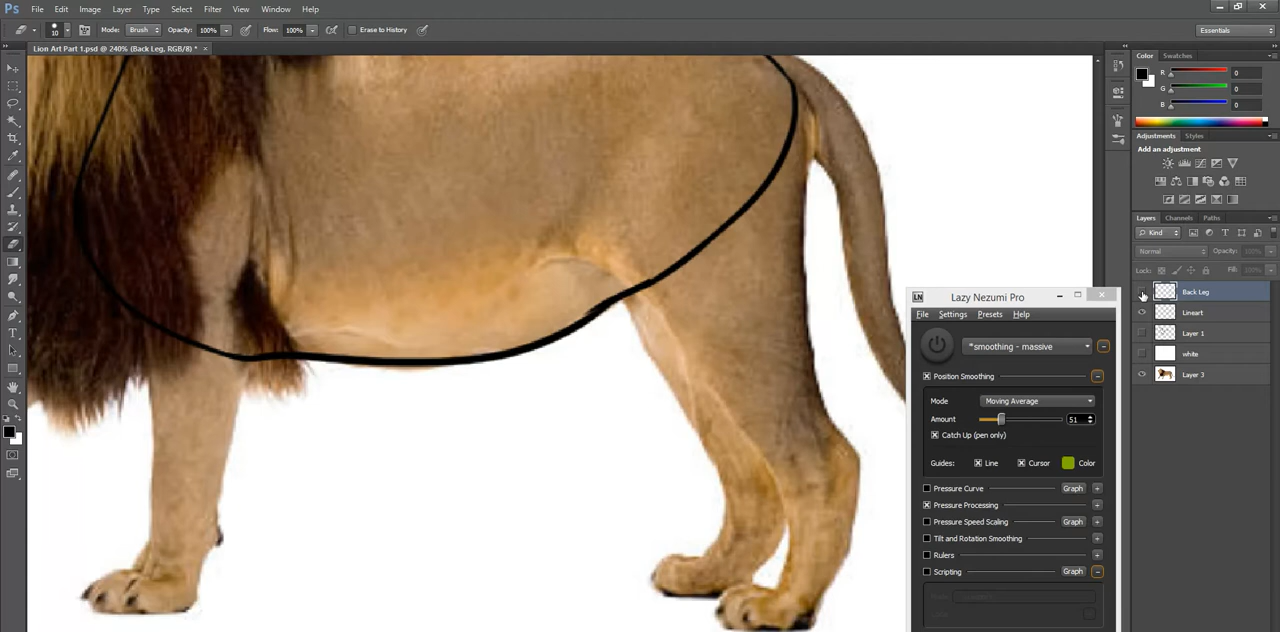 Ps File Edit Image Layer Type Select Filter View Window Help
10 Mode: Brush Opacity: 100% Flow: 100% Erase to History Essentials
Lion Art Part 1.psd @ 240% (Back Leg, RGB/8) * ×
Color Swatches
R 0
G 0
B 0
Adjustments Styles
Add an adjustment
Layers Channels Paths
Kind
Normal Opacity:
Lock: Fill:
Back Leg
Lineart
Layer 1
white
Layer 3
LN Lazy Nezumi Pro
File Settings Presets Help
*smoothing - massive
Position Smoothing
Mode Moving Average
Amount 51
Catch Up (pen only)
Guides: Line Cursor Color
Pressure Curve Graph
Pressure Processing
Pressure Speed Scaling Graph
Tilt and Rotation Smoothing
Rulers
Scripting Graph